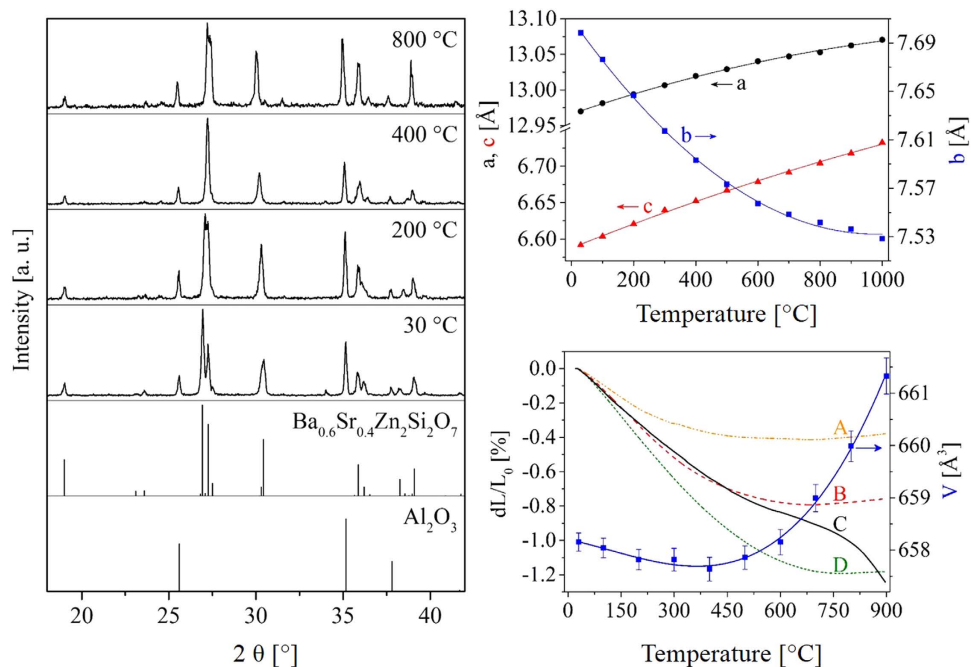 Intensity [a. u.]
800 °C
400 °C
200 °C
30 °C
Ba0.6Sr0.4Zn2Si2O7
Al2O3
20 25 30 35 40
2 θ [°]
a, c [Å]
13.10
13.05
13.00
12.95
6.70
6.65
6.60
a
b
c
7.69
7.65
7.61
7.57
7.53
b [Å]
0 200 400 600 800 1000
Temperature [°C]
dL/L0 [%]
0.0
-0.2
-0.4
-0.6
-0.8
-1.0
-1.2
A
B
C
D
661
660
659
658
V [Å3]
0 150 300 450 600 750 900
Temperature [°C]